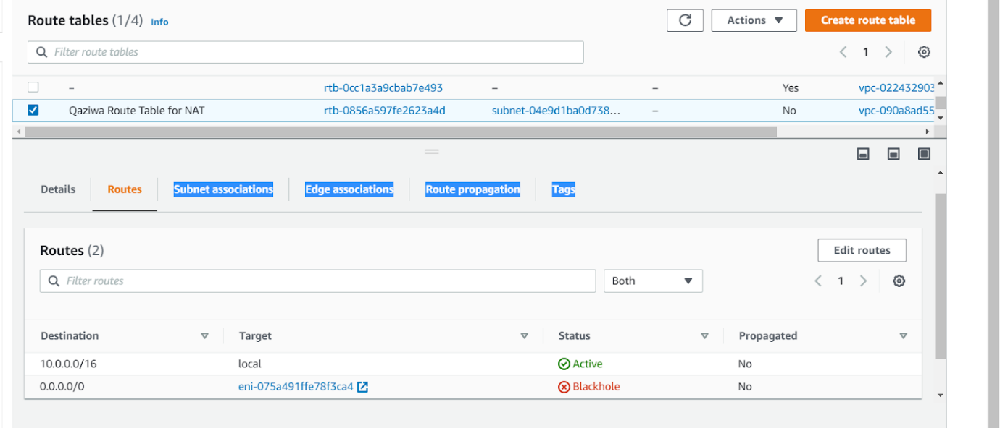 Route tables (1/4) Info
Actions
Create route table
Filter route tables
1
– rtb-0cc1a3a9cbab7e493 – – Yes vpc-022432903
Qaziwa Route Table for NAT rtb-0856a597fe2623a4d subnet-04e9d1ba0d738... – No vpc-090a8ad55
Details Routes Subnet associations Edge associations Route propagation Tags
Routes (2)
Edit routes
Filter routes
Both
1
Destination Target Status Propagated
10.0.0.0/16 local Active No
0.0.0.0/0 eni-075a491ffe78f3ca4 Blackhole No